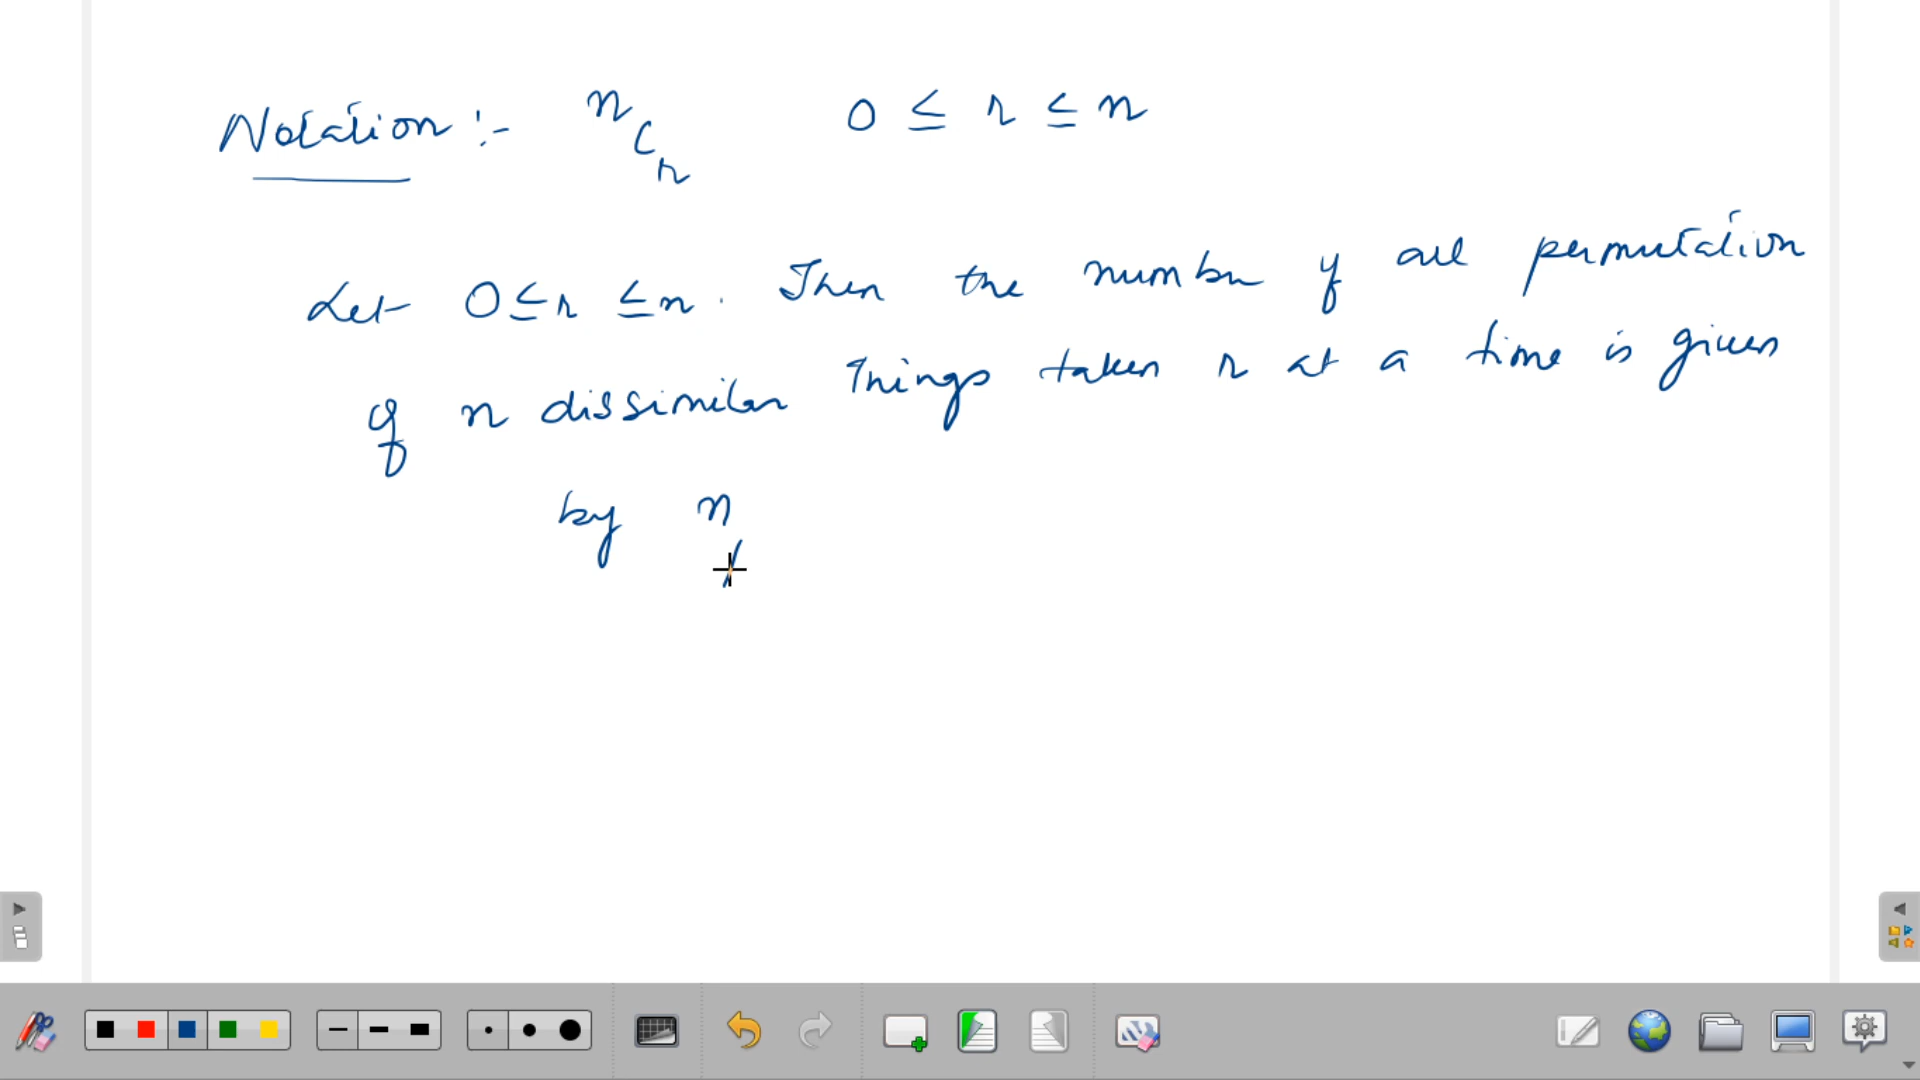 Notation :- ⁿCᵣ 0 ≤ r ≤ n
Let 0 ≤ r ≤ n. Then the number of all permutation
of n dissimilar things taken r at a time is given
by n